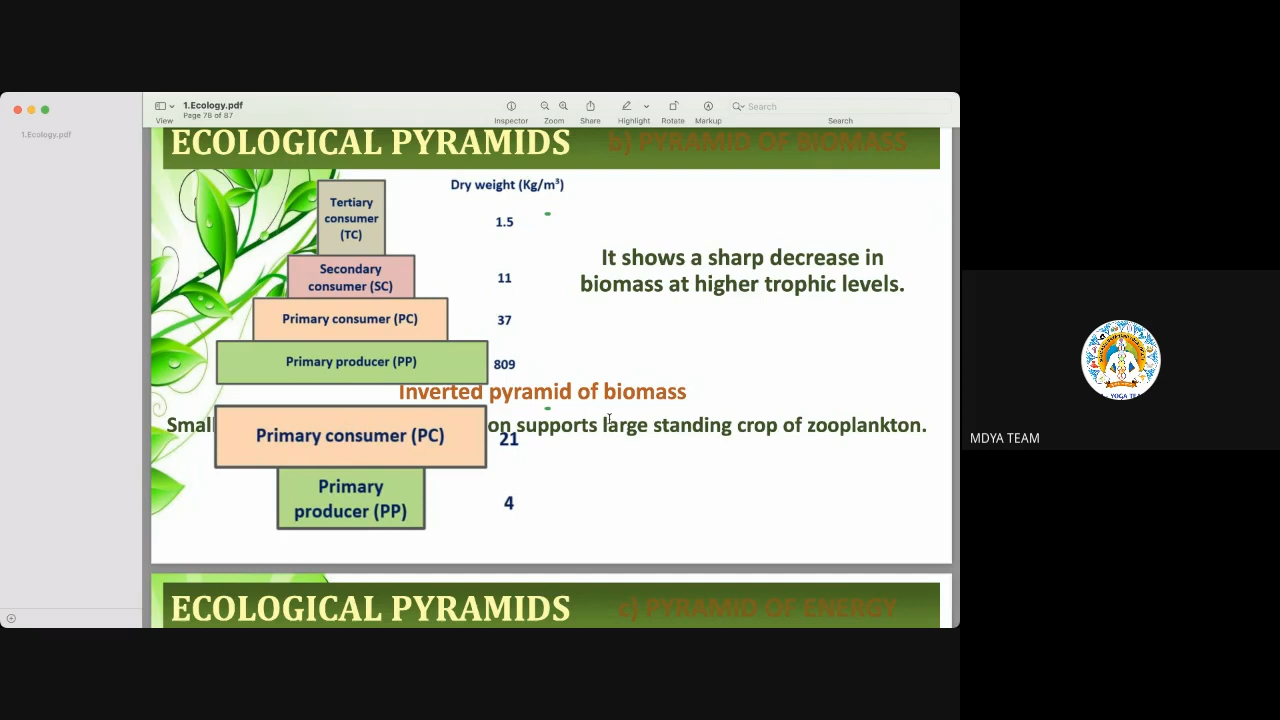 1.Ecology.pdf
Page 78 of 87
View
Inspector
Zoom
Share
Highlight
Rotate
Markup
Search
Search
1.Ecology.pdf
ECOLOGICAL PYRAMIDS b) PYRAMID OF BIOMASS
Dry weight (Kg/m³)
Tertiary
consumer
(TC)
1.5
It shows a sharp decrease in
biomass at higher trophic levels.
Secondary
consumer (SC)
11
Primary consumer (PC)
37
Primary producer (PP)
809
Inverted pyramid of biomass
Small on supports large standing crop of zooplankton.
Primary consumer (PC)
21
Primary
producer (PP)
4
ECOLOGICAL PYRAMIDS c) PYRAMID OF ENERGY
YOGA
MDYA TEAM